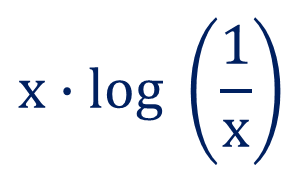 x · log (1/x)